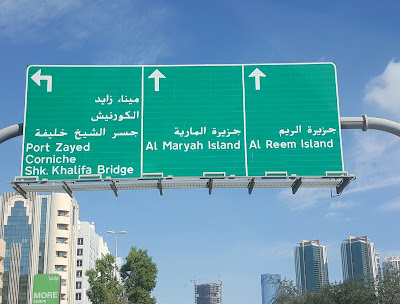 ميناء زايد
الكورنيش
جسر الشيخ خليفة
Port Zayed
Corniche
Shk. Khalifa Bridge
جزيرة المارية
Al Maryah Island
جزيرة الريم
Al Reem Island
MORE